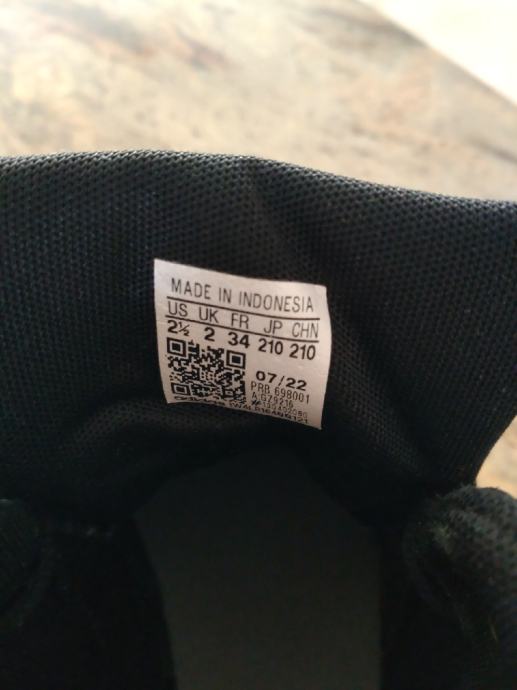 MADE IN INDONESIA
US UK FR JP CHN
2½ 2 34 210 210
07/22
PRB 698001